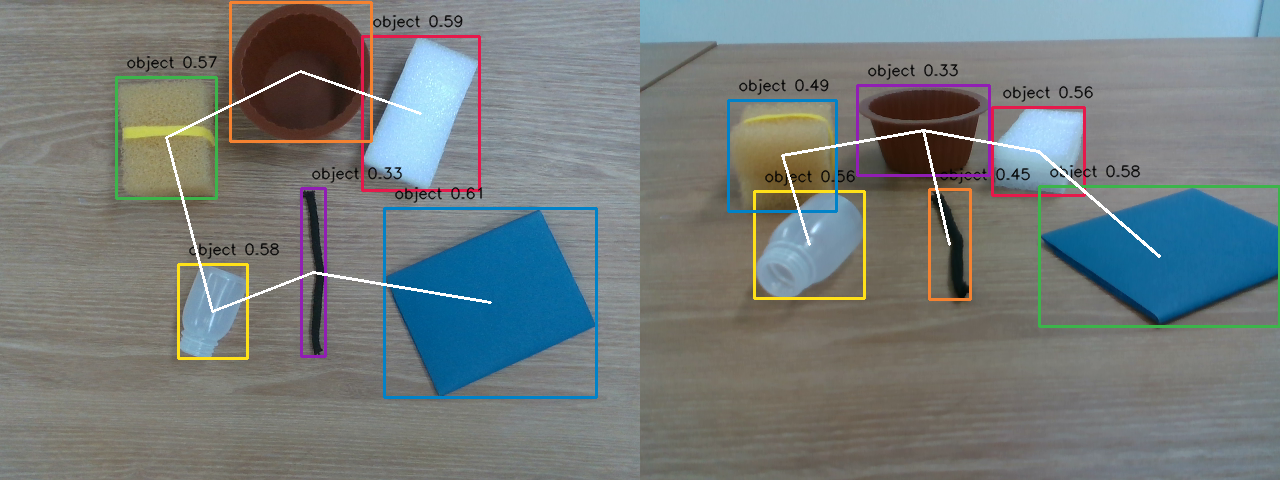 object 0.59
object 0.57
object 0.33
object 0.61
object 0.58
object 0.33
object 0.49
object 0.56
object 0.56
object 0.45
object 0.58